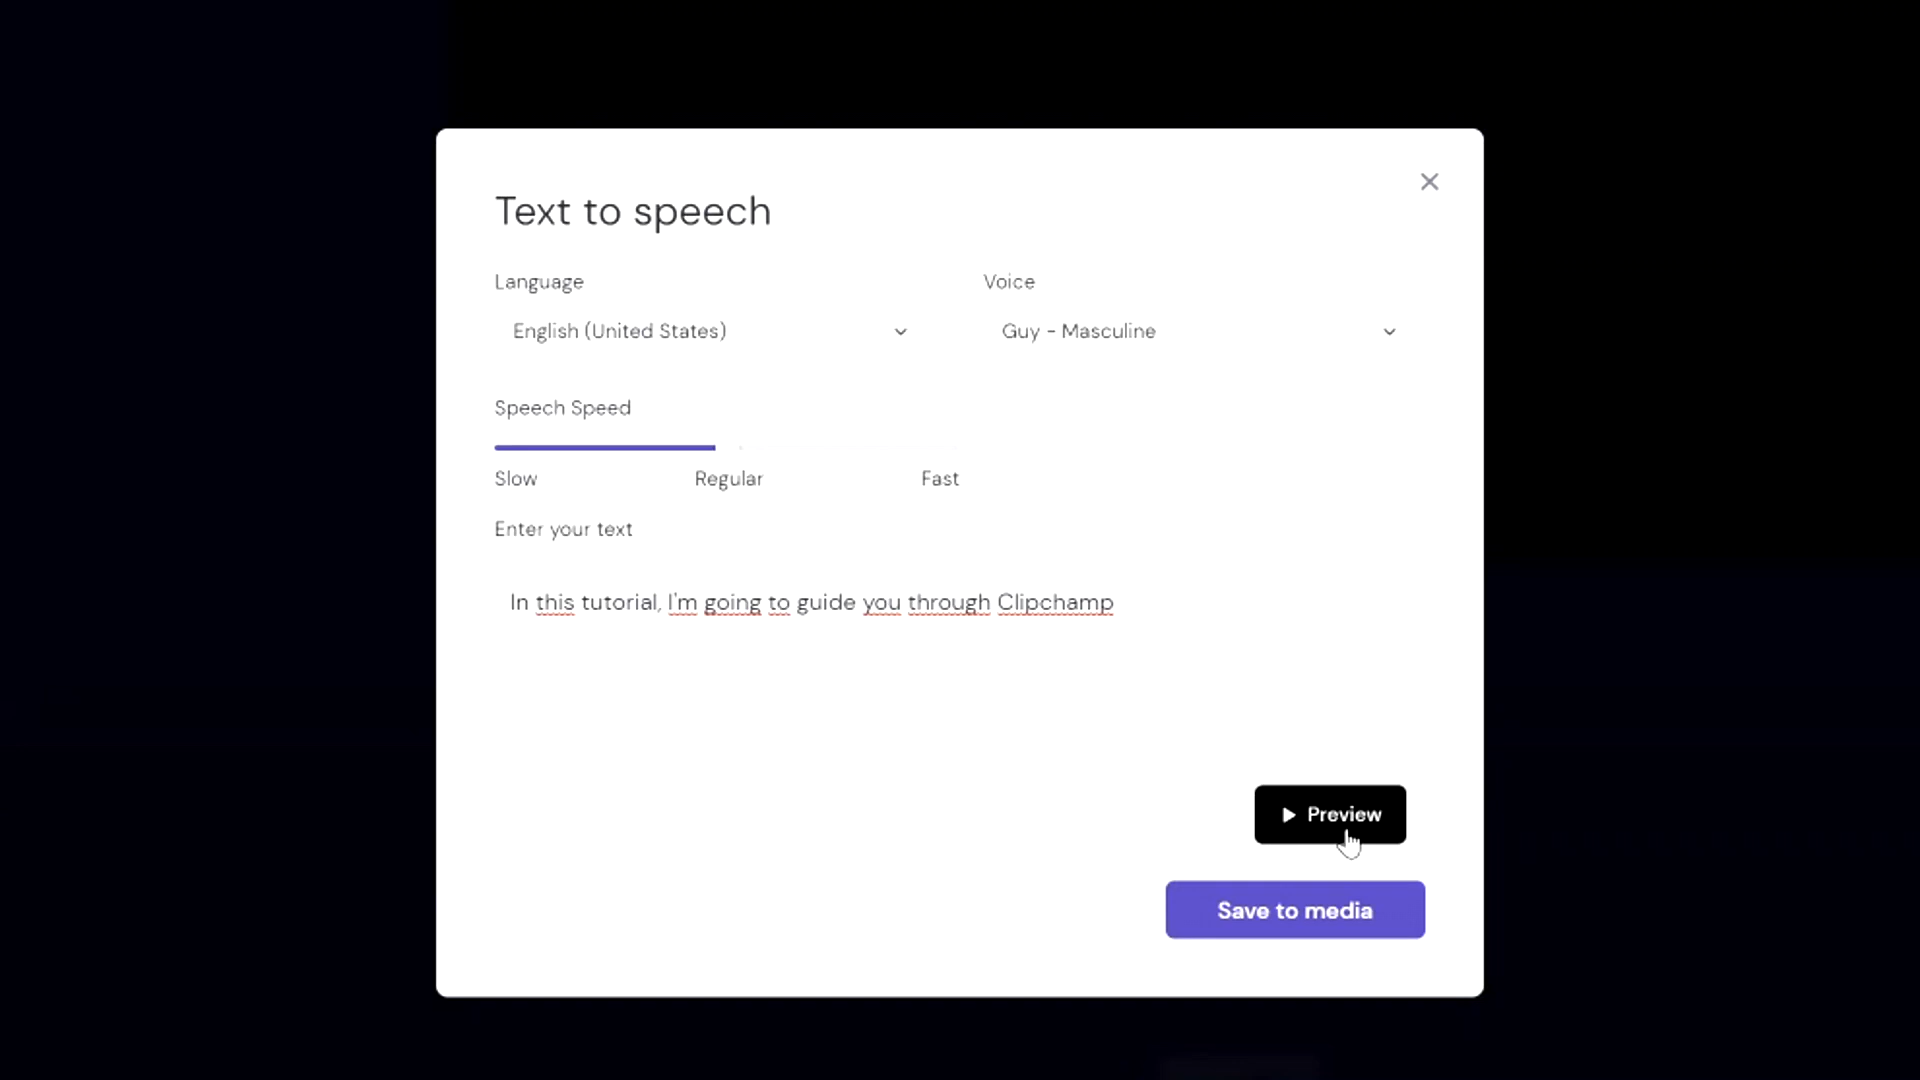 Text to speech
Language
Voice
English (United States)
Guy - Masculine
Speech Speed
Slow
Regular
Fast
Enter your text
In this tutorial, I'm going to guide you through Clipchamp
Preview
Save to media